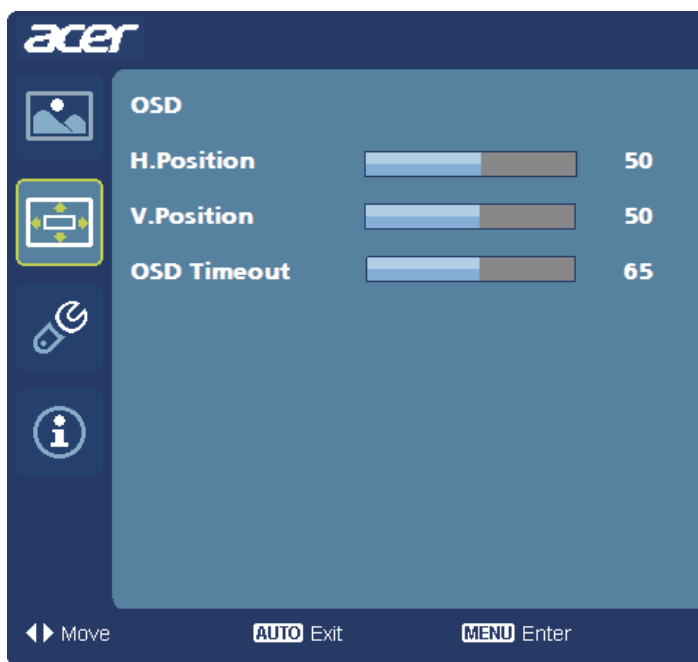 acer
OSD
H.Position 50
V.Position 50
OSD Timeout 65
Move AUTO Exit MENU Enter